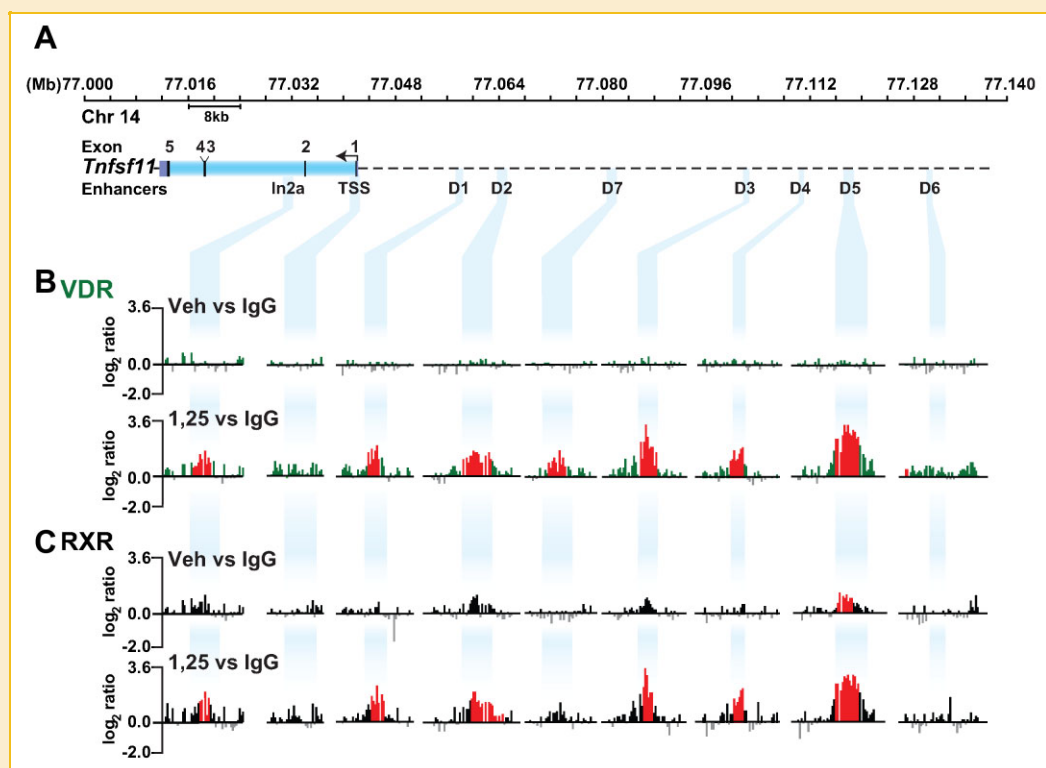 A
(Mb)77.000 77.016 77.032 77.048 77.064 77.080 77.096 77.112 77.128 77.140
Chr 14 8kb
Exon 5 43 2 1
Tnfsf11
Enhancers In2a TSS D1 D2 D7 D3 D4 D5 D6
B VDR
3.6 Veh vs IgG
log2 ratio
0.0
-2.0
3.6 1,25 vs IgG
log2 ratio
0.0
-2.0
C RXR
3.6 Veh vs IgG
log2 ratio
0.0
-2.0
3.6 1,25 vs IgG
log2 ratio
0.0
-2.0